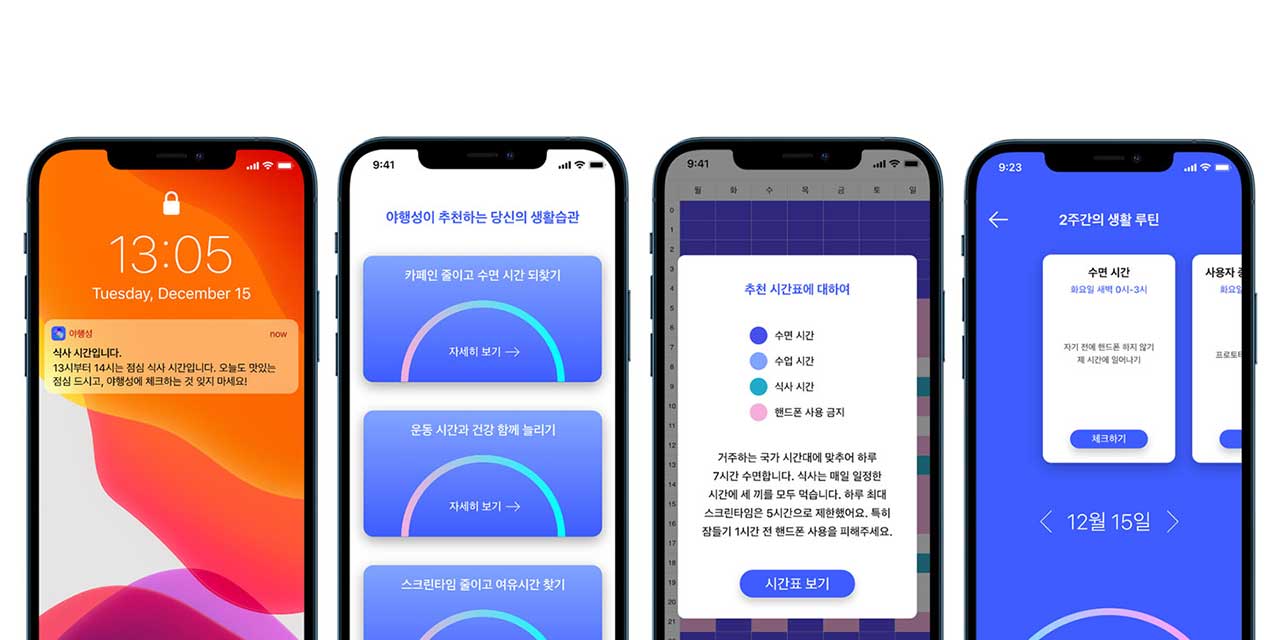 13:05
Tuesday, December 15
야행성
now
식사 시간입니다.
13시부터 14시는 점심 식사 시간입니다. 오늘도 맛있는
점심 드시고, 야행성에 체크하는 것 잊지 마세요!
9:41
야행성이 추천하는 당신의 생활습관
카페인 줄이고 수면 시간 되찾기
자세히 보기
운동 시간과 건강 함께 늘리기
자세히 보기
스크린타임 줄이고 여유시간 찾기
9:41
월 화 수 목 금 토 일
0
1
2
3
4
5
6
7
8
9
10
11
12
13
14
15
16
17
18
19
20
21
추천 시간표에 대하여
수면 시간
수업 시간
식사 시간
핸드폰 사용 금지
거주하는 국가 시간대에 맞추어 하루
7시간 수면합니다. 식사는 매일 일정한
시간에 세 끼를 모두 먹습니다. 하루 최대
스크린타임은 5시간으로 제한했어요. 특히
잠들기 1시간 전 핸드폰 사용을 피해주세요.
시간표 보기
9:23
2주간의 생활 루틴
수면 시간
화요일 새벽 0시-3시
자기 전에 핸드폰 하지 않기
제 시간에 일어나기
체크하기
사용자
화요일
프로토
12월 15일